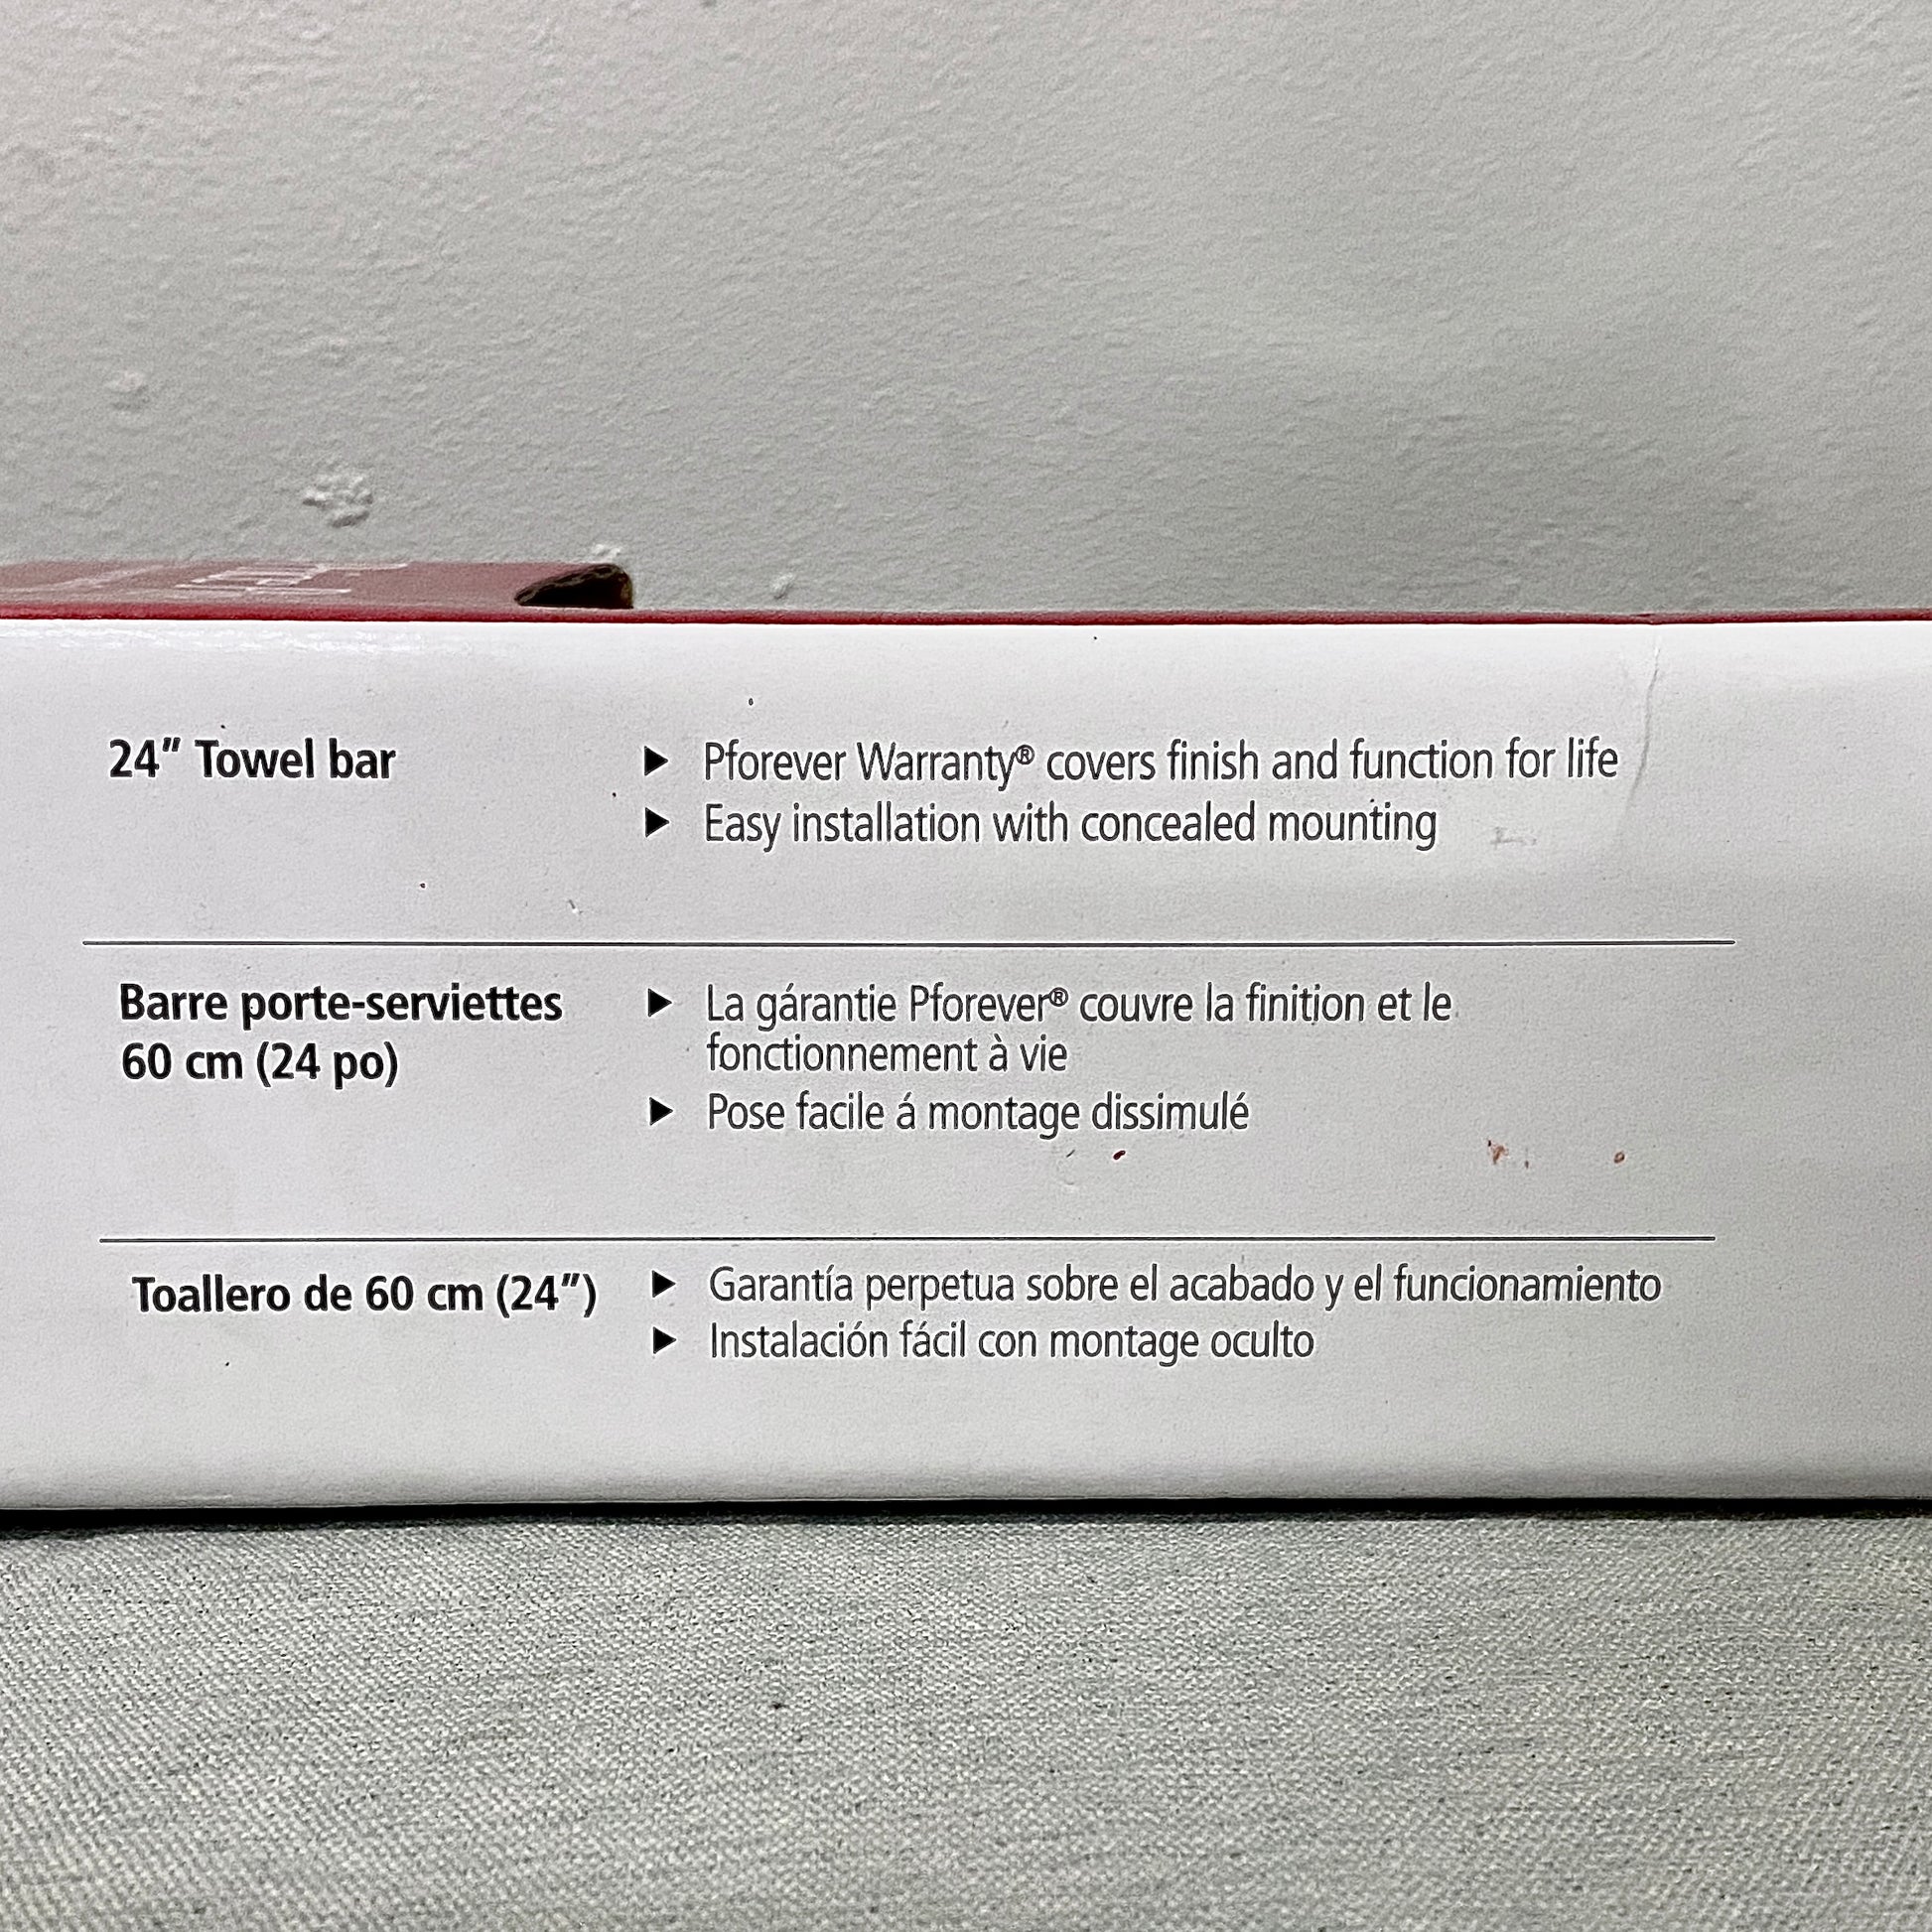 24" Towel bar
► Pforever Warranty® covers finish and function for life
► Easy installation with concealed mounting
Barre porte-serviettes
60 cm (24 po)
► La gárantie Pforever® couvre la finition et le
fonctionnement à vie
► Pose facile á montage dissimulé
Toallero de 60 cm (24")
► Garantía perpetua sobre el acabado y el funcionamiento
► Instalación fácil con montage oculto